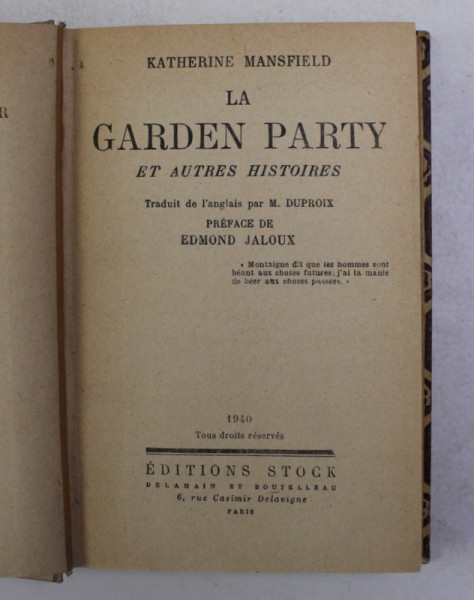 R
KATHERINE MANSFIELD
LA
GARDEN PARTY
ET AUTRES HISTOIRES
Traduit de l'anglais par M. DUPROIX
PRÉFACE DE
EDMOND JALOUX
« Montaigne dit que les hommes sont
béant aux choses futures; j'ai la manie
de béer aux choses passées. »
1940
Tous droits réservés
ÉDITIONS STOCK
DELAMAIN ET BOUTELLEAU
6, rue Casimir Delavigne
PARIS